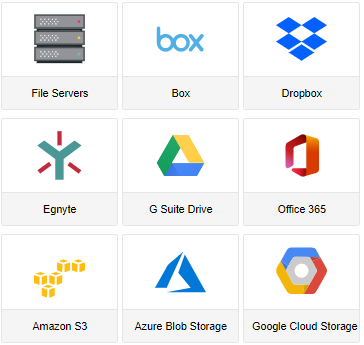 box
File Servers
Box
Dropbox
Egnyte
G Suite Drive
Office 365
Amazon S3
Azure Blob Storage
Google Cloud Storage